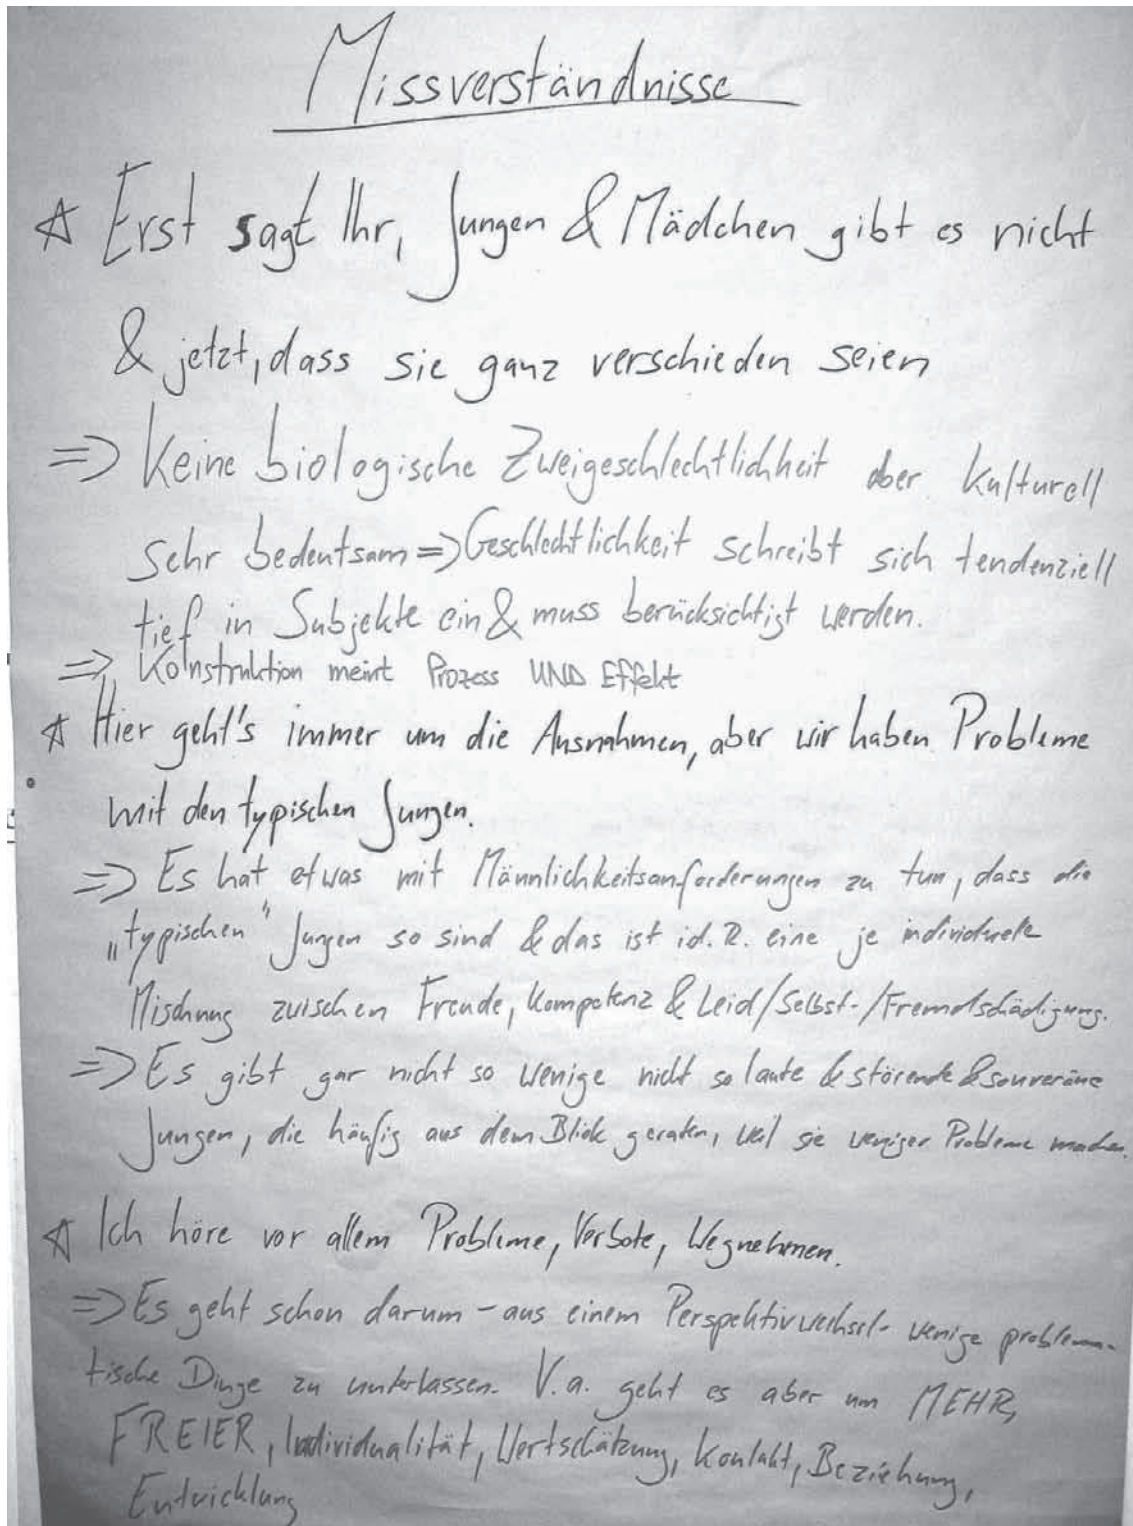 Missverständnisse
☆ Erst sagt Ihr, Jungen & Mädchen gibt es nicht
& jetzt, dass sie ganz verschieden seien
=> Keine biologische Zweigeschlechtlichkeit aber kulturell
sehr bedeutsam => Geschlechtlichkeit schreibt sich tendenziell
tief in Subjekte ein & muss berücksichtigt werden.
=> Konstruktion meint Prozess UND Effekt
☆ Hier geht's immer um die Ausnahmen, aber wir haben Probleme
mit den typischen Jungen.
=> Es hat etwas mit Männlichkeitsanforderungen zu tun, dass die
„typischen" Jungen so sind & das ist i.d.R. eine je individuelle
Mischung zwischen Freude, Kompetenz & Leid/Selbst-/Fremdschädigung.
=> Es gibt gar nicht so wenige nicht so laute & störende & souveräne
Jungen, die häufig aus dem Blick geraten, weil sie weniger Probleme machen.
☆ Ich höre vor allem Probleme, Verbote, Wegnehmen.
=> Es geht schon darum - aus einem Perspektivwechsel - wenige problema-
tische Dinge zu unterlassen. V.a. geht es aber um MEHR,
FREIER, Individualität, Wertschätzung, Kontakt, Beziehung,
Entwicklung